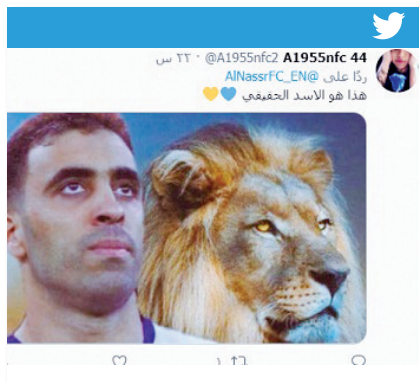 A1955nfc 44 @A1955nfc2 · ٢٢ س
ردًا على @AlNassrFC_EN
هذا هو الاسد الحقيقي 💙💛
١